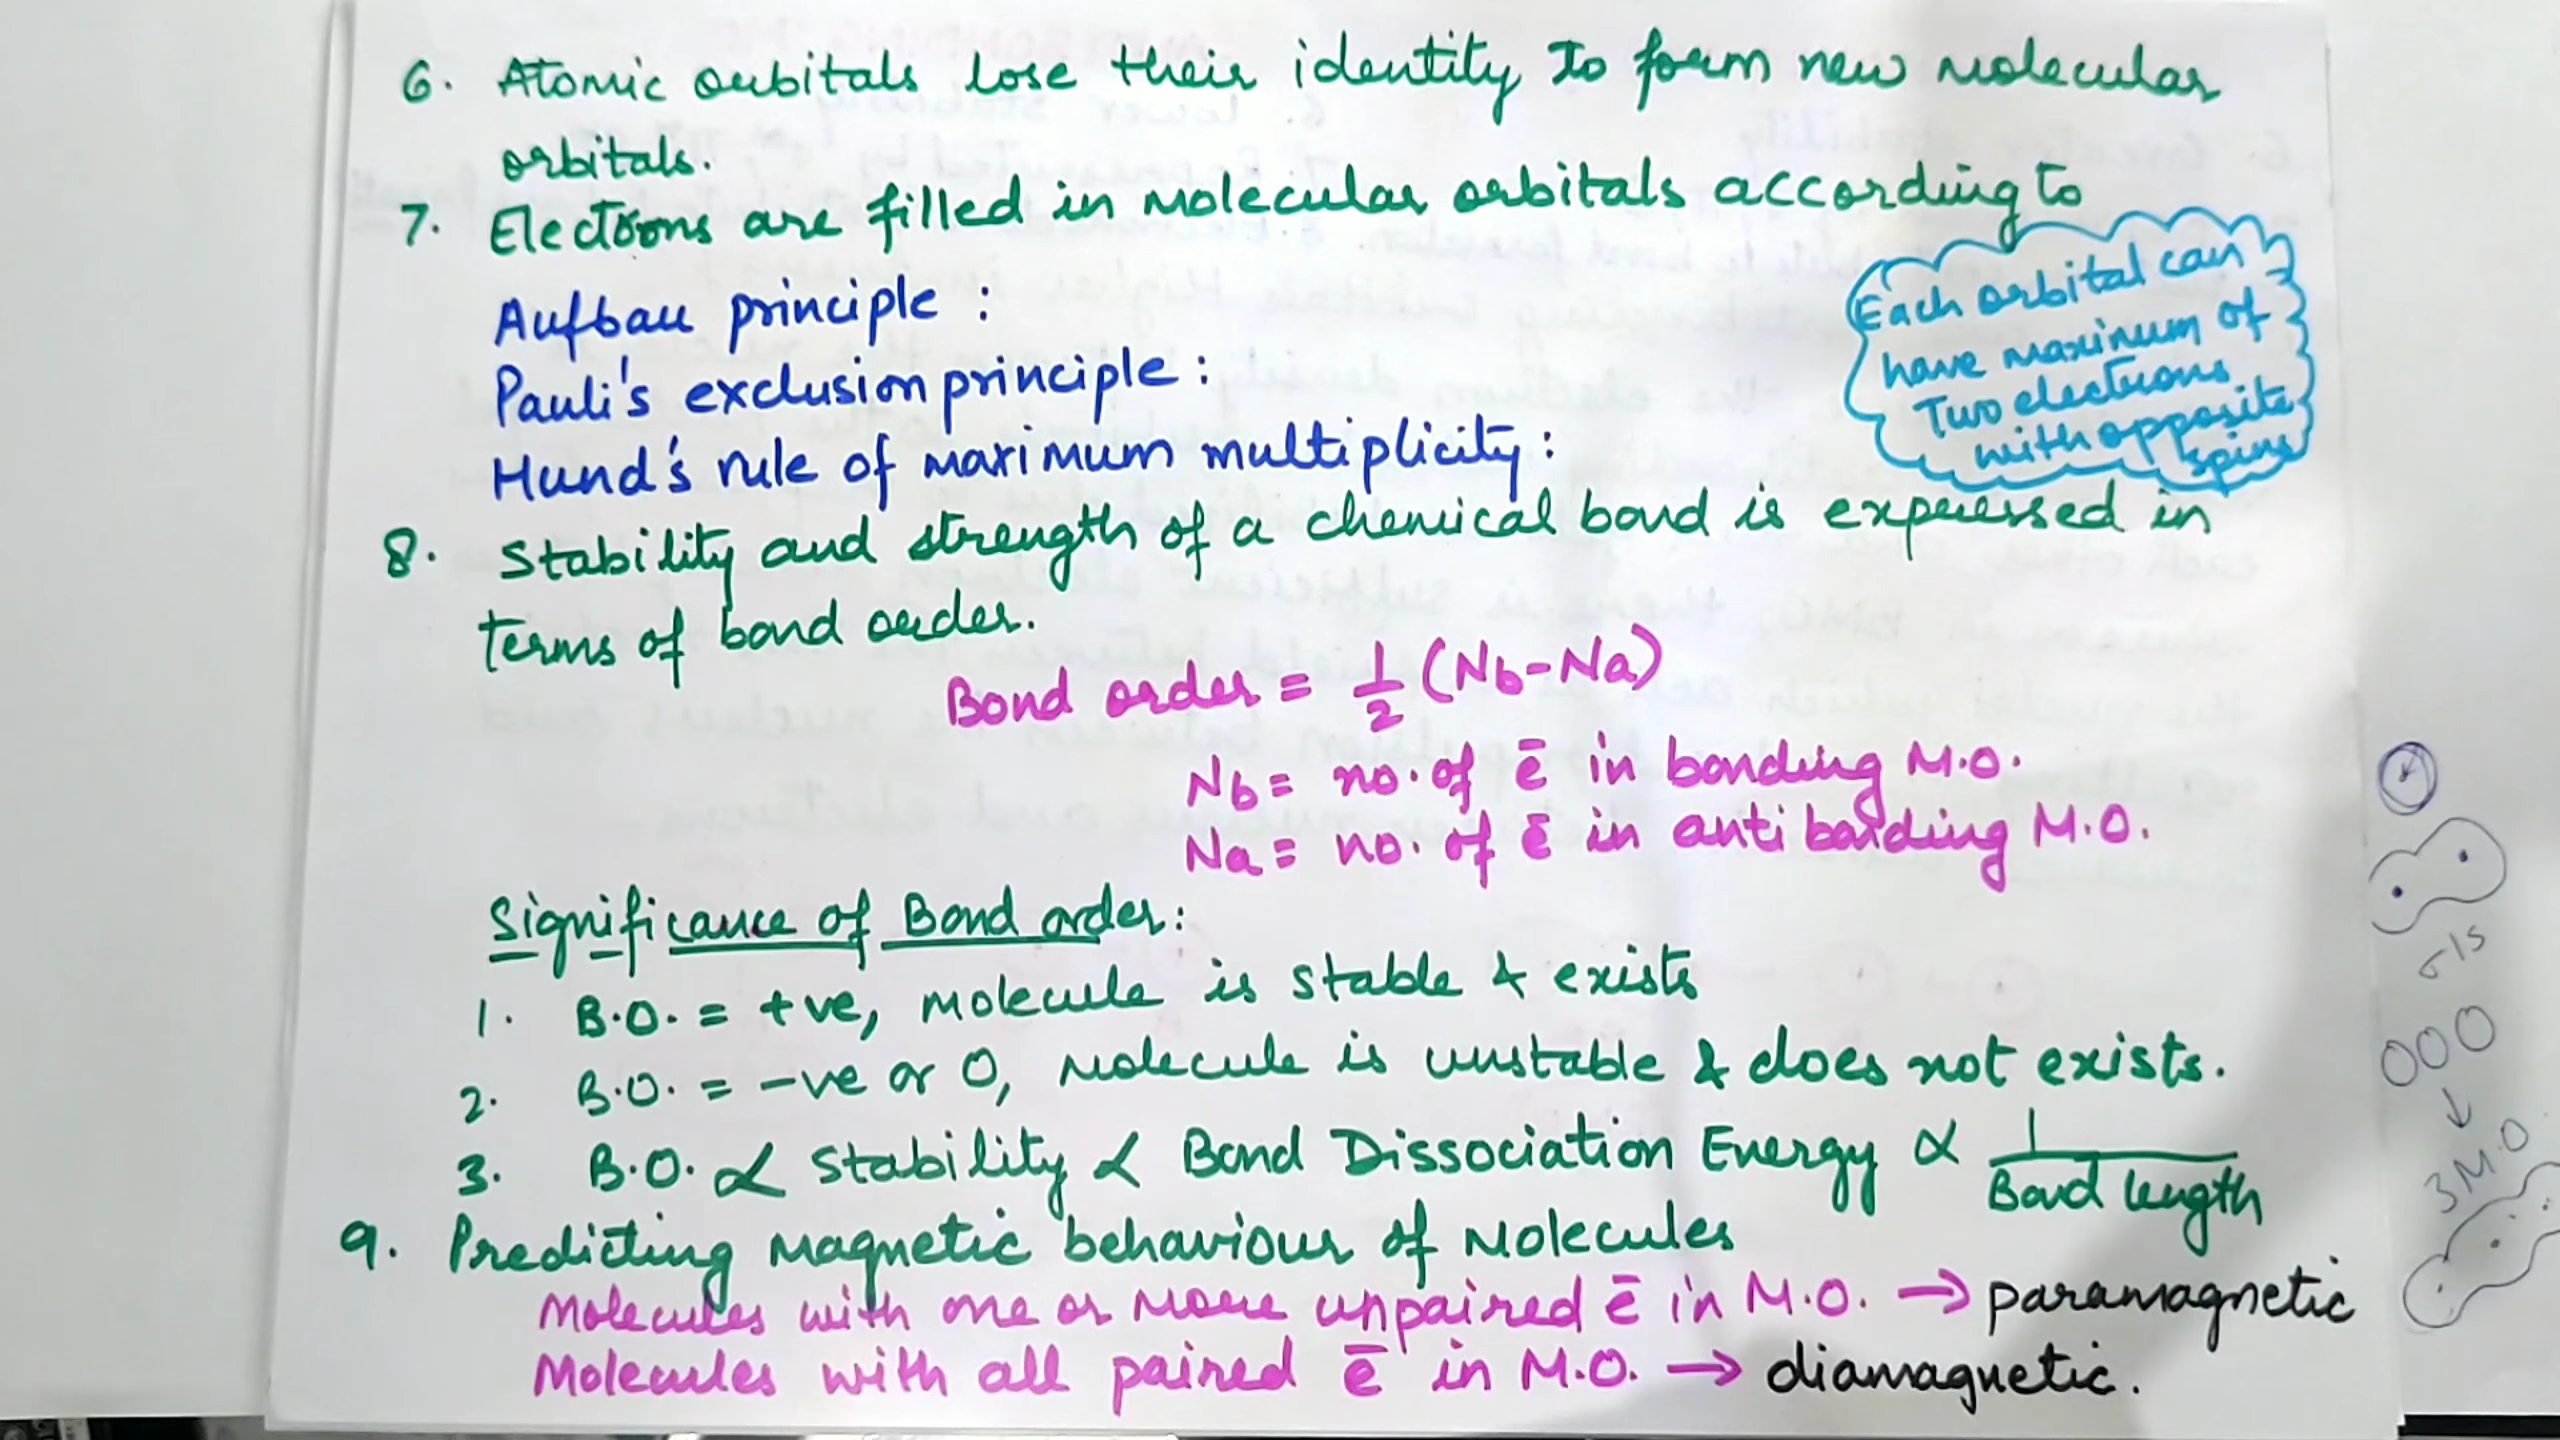 6. Atomic orbitals lose their identity to form new molecular
orbitals.
7. Electrons are filled in molecular orbitals according to
Aufbau principle :
Pauli's exclusion principle :
Hund's rule of maximum multiplicity :
Each orbital can
have maximum of
Two electrons
with opposite
spins
8. Stability and strength of a chemical bond is expressed in
terms of bond order.
Bond order = 1/2 (Nb-Na)
Nb = no. of ē in bonding M.O.
Na = no. of ē in anti bonding M.O.
Significance of Bond order:
1. B.O. = +ve, molecule is stable & exists
2. B.O. = -ve or 0, molecule is unstable & does not exists.
3. B.O. ∝ stability ∝ Bond Dissociation Energy ∝ 1/Bond length
9. Predicting magnetic behaviour of molecules
Molecules with one or more unpaired ē in M.O. → paramagnetic
Molecules with all paired ē in M.O. → diamagnetic.
σ1s
↓
3M.O